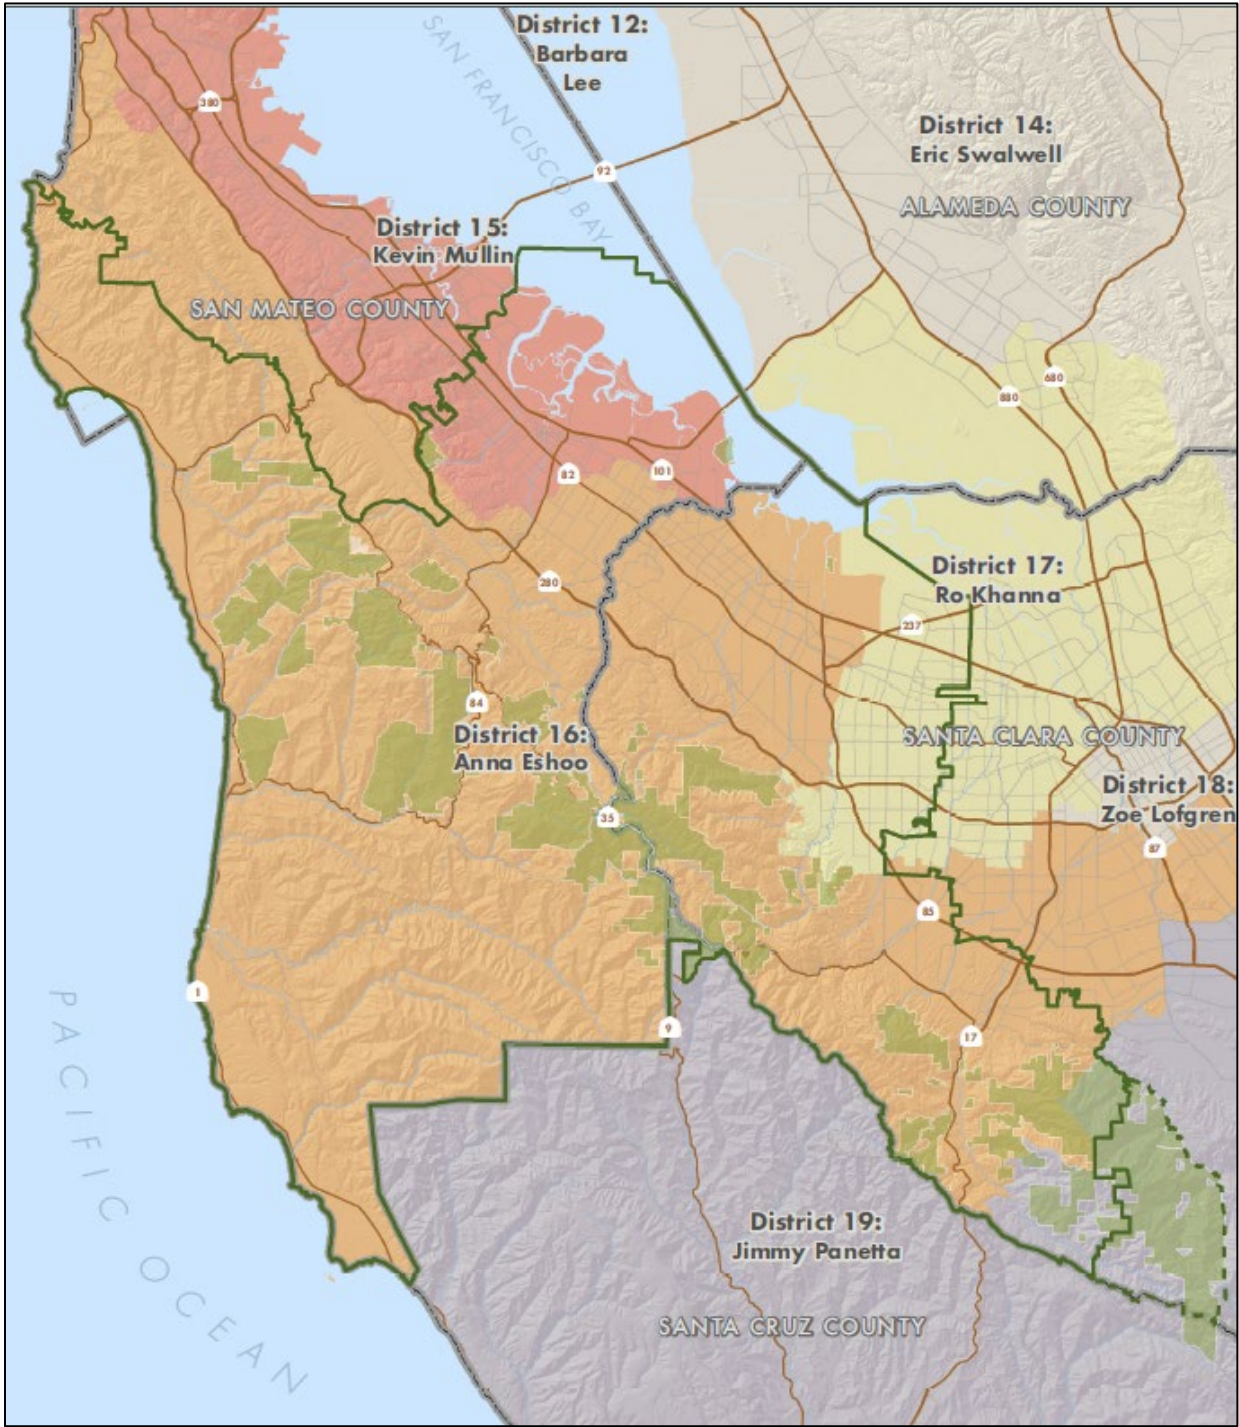 District 12:
Barbara
Lee
SAN FRANCISCO BAY
380
92
District 14:
Eric Swalwell
ALAMEDA COUNTY
District 15:
Kevin Mullin
SAN MATEO COUNTY
680
880
82
101
280
District 17:
Ro Khanna
237
84
District 16:
Anna Eshoo
SANTA CLARA COUNTY
District 18:
Zoe Lofgren
35
87
85
1
PACIFIC OCEAN
9
17
District 19:
Jimmy Panetta
SANTA CRUZ COUNTY